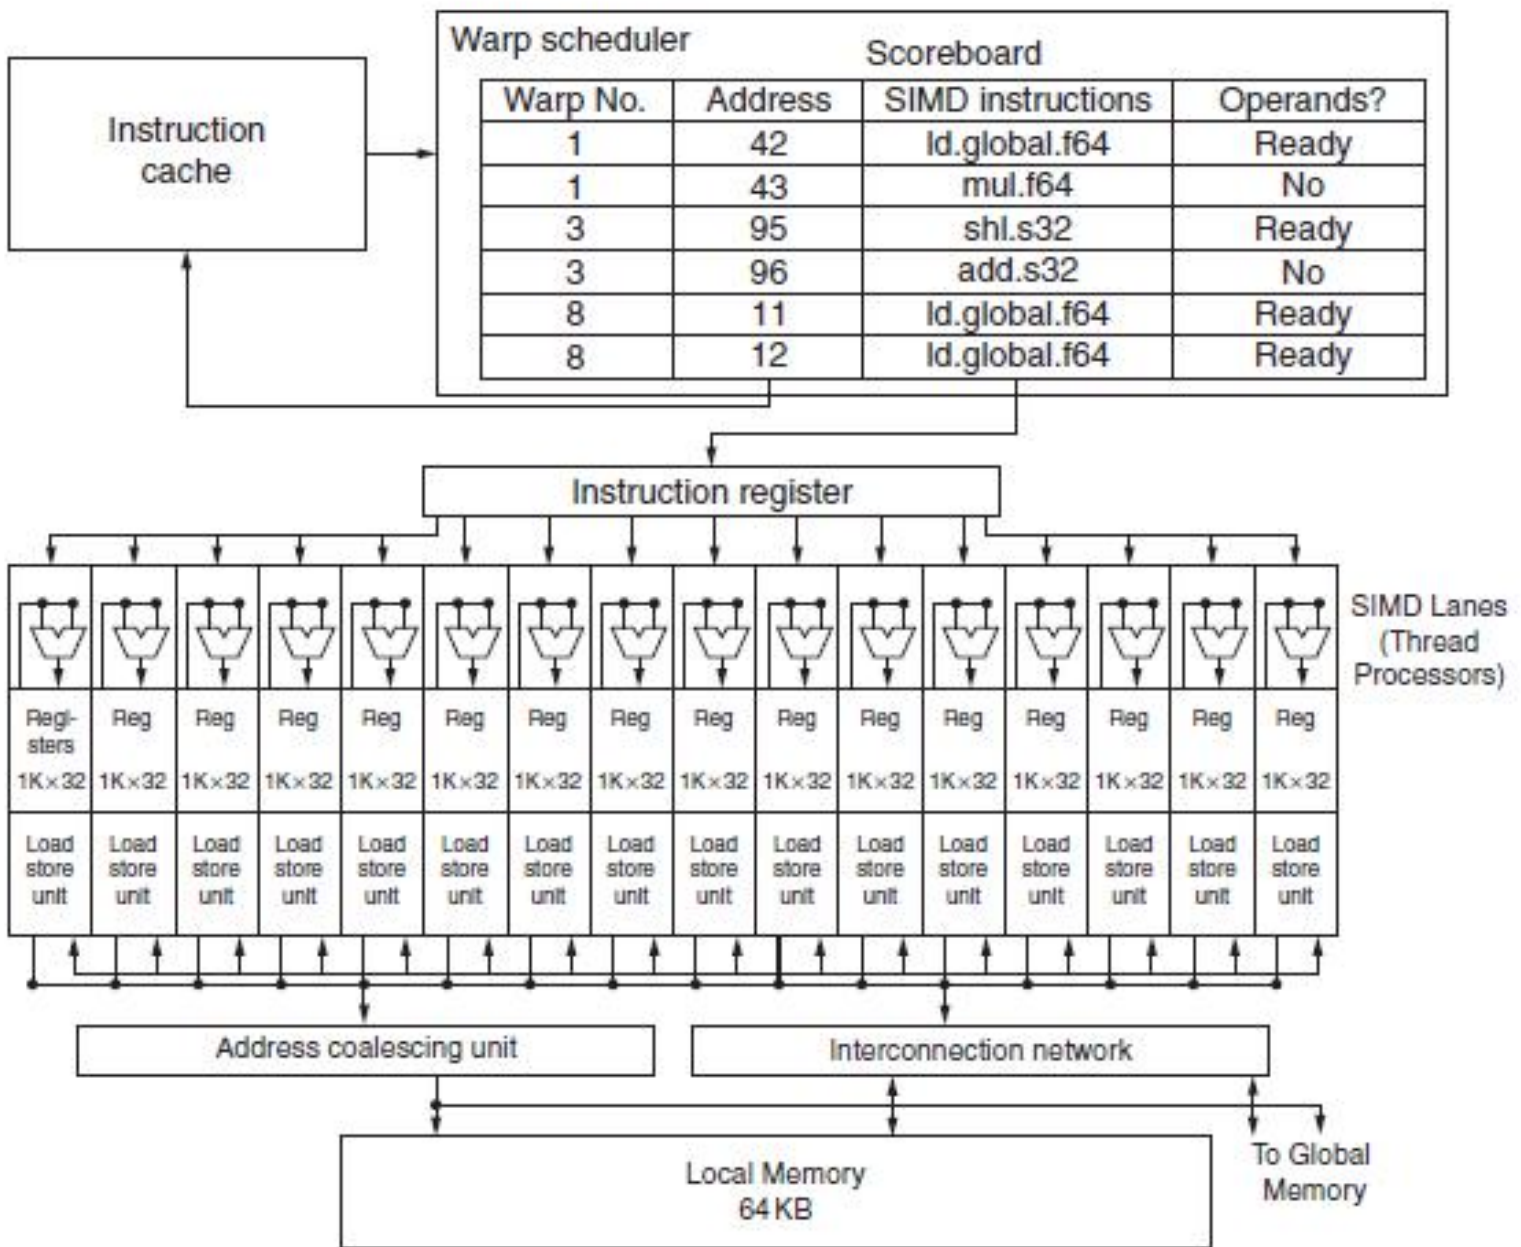 Warp scheduler
Scoreboard
Instruction
cache
Warp No. Address SIMD instructions Operands?
1 42 ld.global.f64 Ready
1 43 mul.f64 No
3 95 shl.s32 Ready
3 96 add.s32 No
8 11 ld.global.f64 Ready
8 12 ld.global.f64 Ready
Instruction register
SIMD Lanes
(Thread
Processors)
Regi- Reg Reg Reg Reg Reg Reg Reg Reg Reg Reg Reg Reg Reg Reg Reg
sters
1K×32 1K×32 1K×32 1K×32 1K×32 1K×32 1K×32 1K×32 1K×32 1K×32 1K×32 1K×32 1K×32 1K×32 1K×32 1K×32
Load Load Load Load Load Load Load Load Load Load Load Load Load Load Load Load
store store store store store store store store store store store store store store store store
unit unit unit unit unit unit unit unit unit unit unit unit unit unit unit unit
Address coalescing unit
Interconnection network
Local Memory
64 KB
To Global
Memory